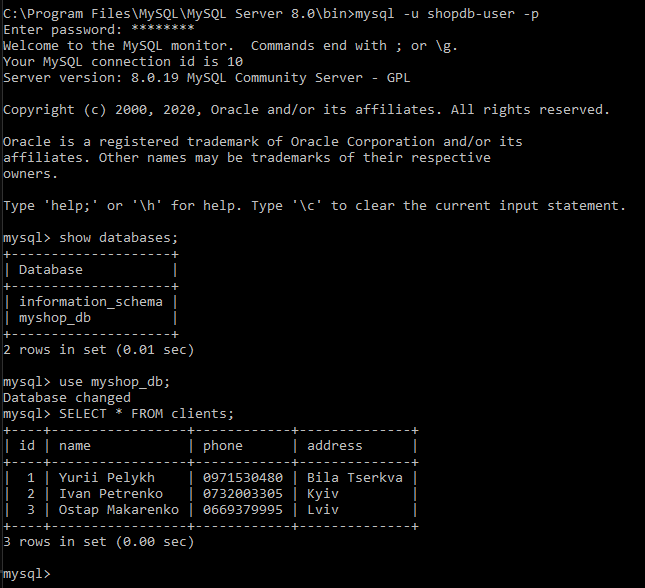 C:\Program Files\MySQL\MySQL Server 8.0\bin>mysql -u shopdb-user -p
Enter password: ********
Welcome to the MySQL monitor.  Commands end with ; or \g.
Your MySQL connection id is 10
Server version: 8.0.19 MySQL Community Server - GPL
Copyright (c) 2000, 2020, Oracle and/or its affiliates. All rights reserved.
Oracle is a registered trademark of Oracle Corporation and/or its
affiliates. Other names may be trademarks of their respective
owners.
Type 'help;' or '\h' for help. Type '\c' to clear the current input statement.
mysql> show databases;
+--------------------+
| Database           |
+--------------------+
| information_schema |
| myshop_db          |
+--------------------+
2 rows in set (0.01 sec)
mysql> use myshop_db;
Database changed
mysql> SELECT * FROM clients;
+----+-----------------+------------+--------------+
| id | name            | phone      | address      |
+----+-----------------+------------+--------------+
|  1 | Yurii Pelykh    | 0971530480 | Bila Tserkva |
|  2 | Ivan Petrenko   | 0732003305 | Kyiv         |
|  3 | Ostap Makarenko | 0669379995 | Lviv         |
+----+-----------------+------------+--------------+
3 rows in set (0.00 sec)
mysql>